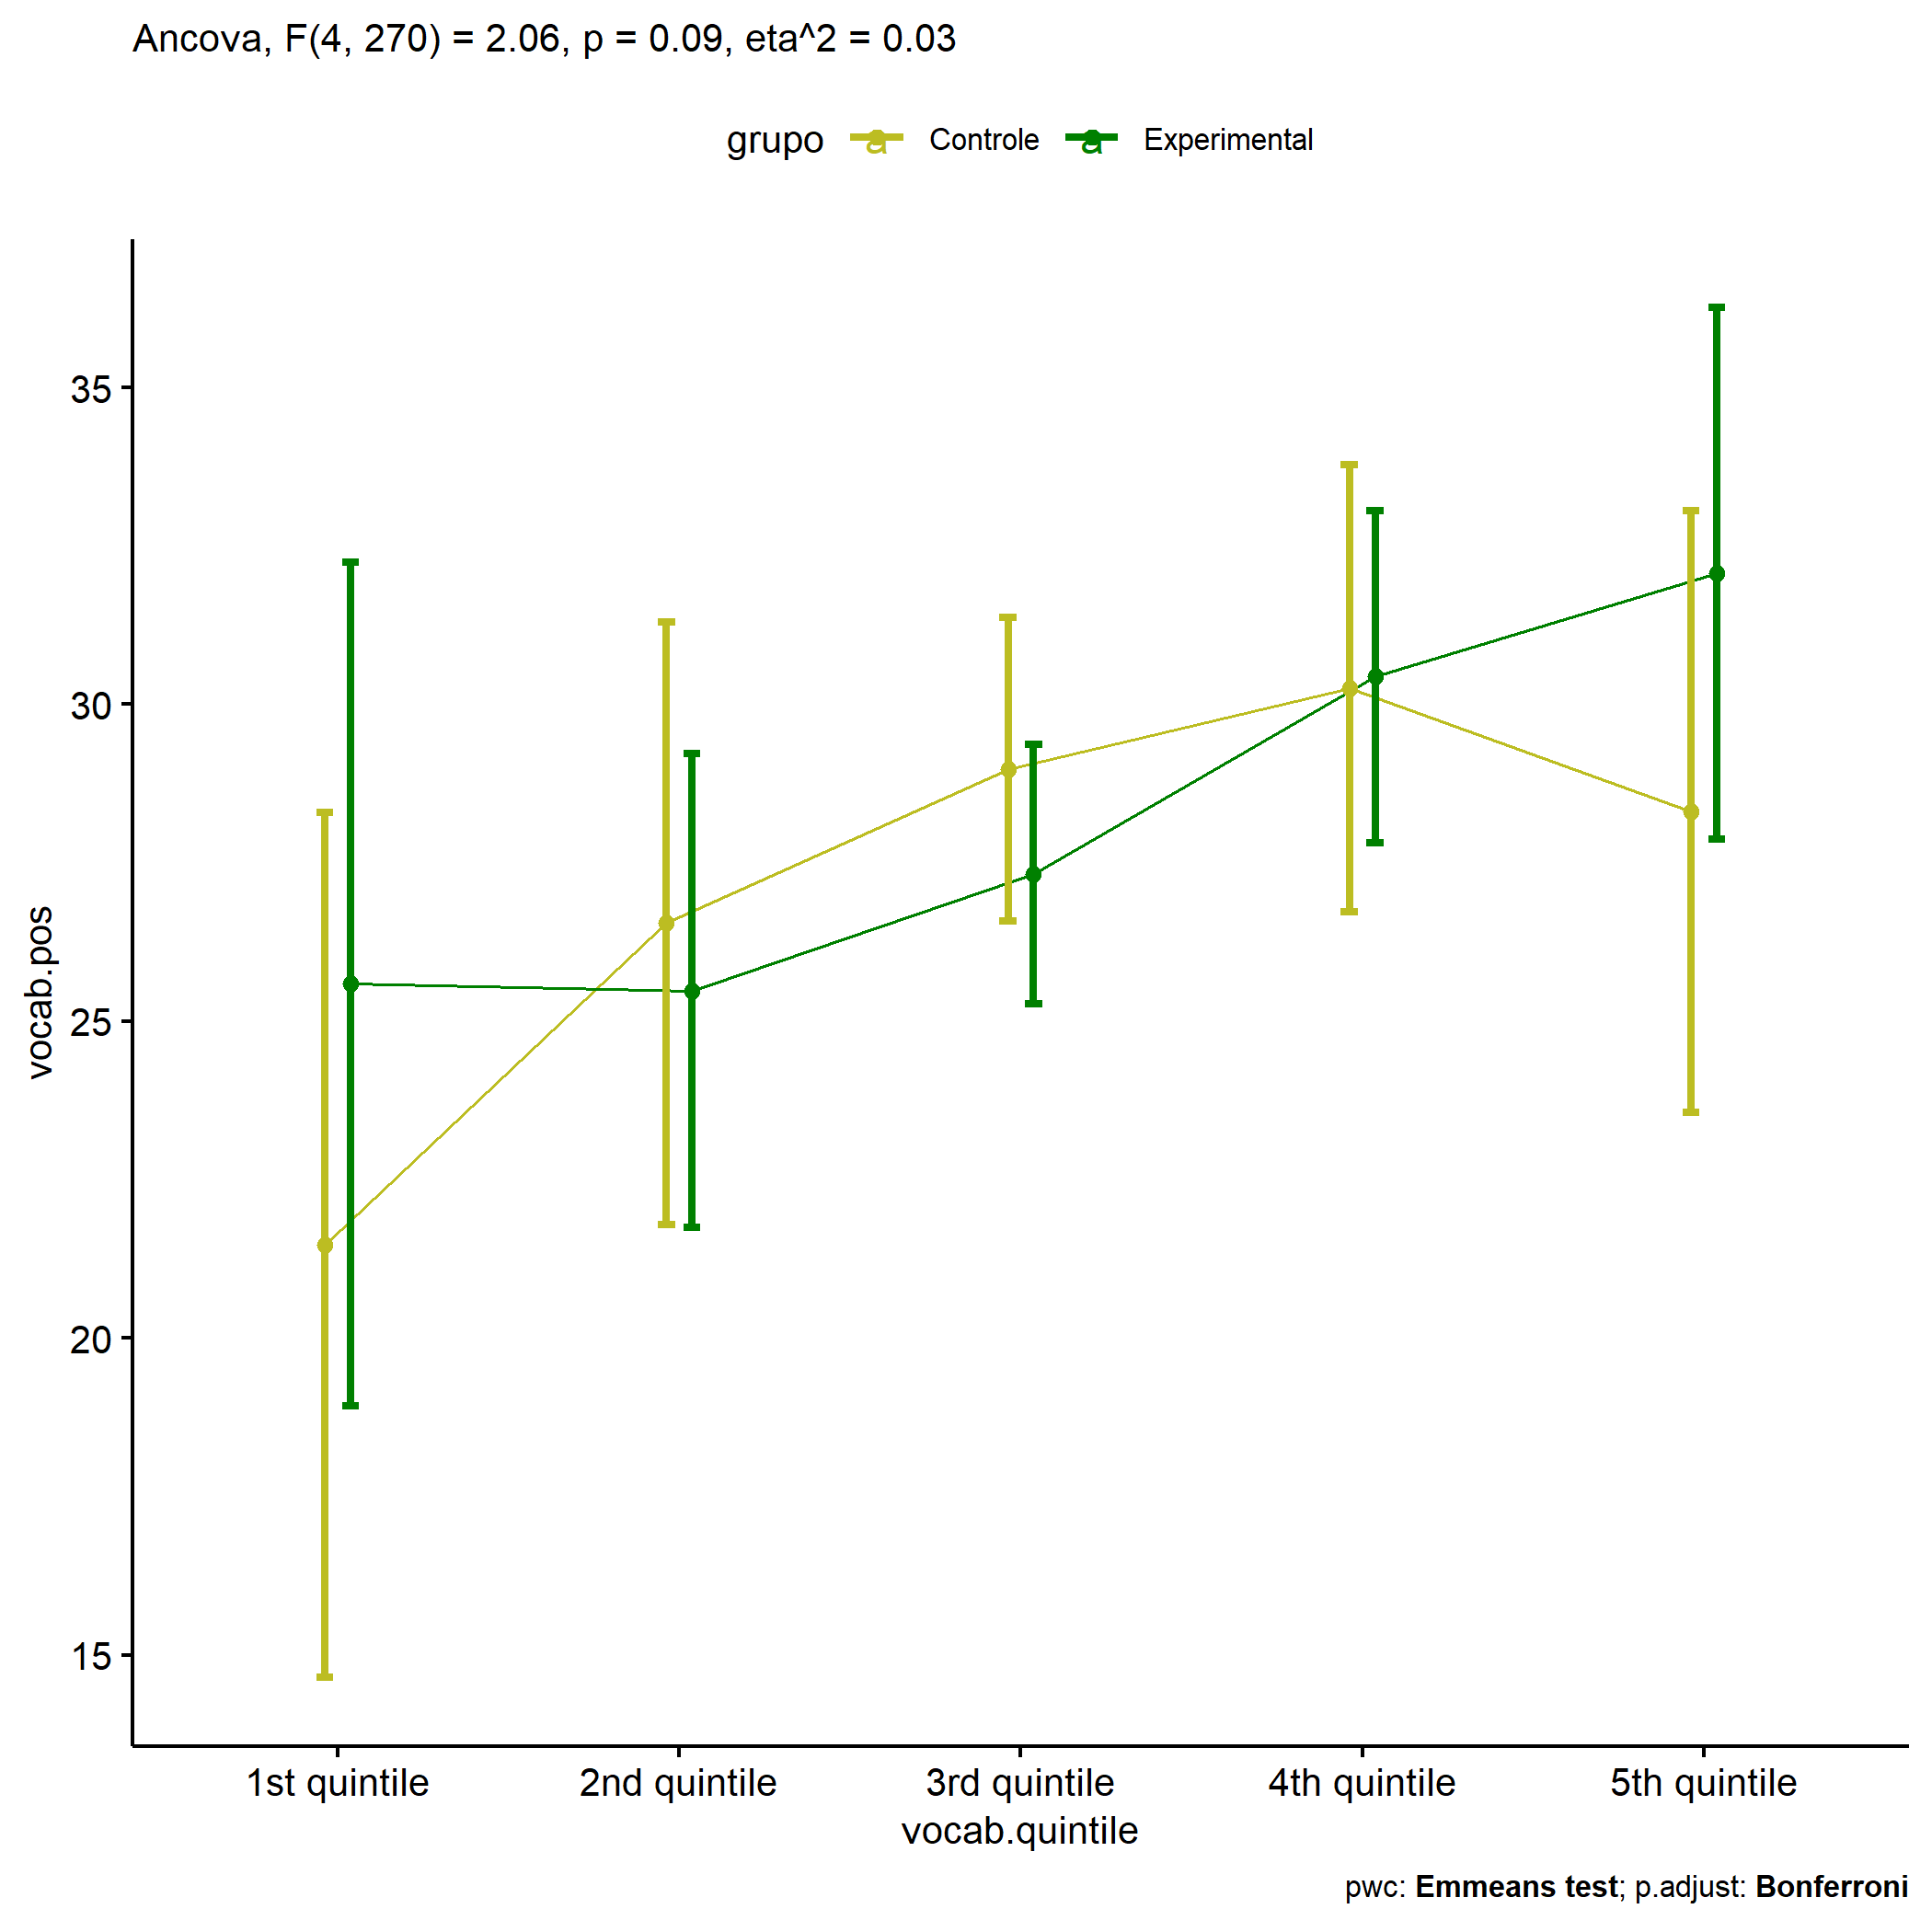 Ancova, F(4, 270) = 2.06, p = 0.09, eta^2 = 0.03
grupo a Controle a Experimental
35
30
25
20
15
vocab.pos
1st quintile 2nd quintile 3rd quintile 4th quintile 5th quintile
vocab.quintile
pwc: Emmeans test; p.adjust: Bonferroni